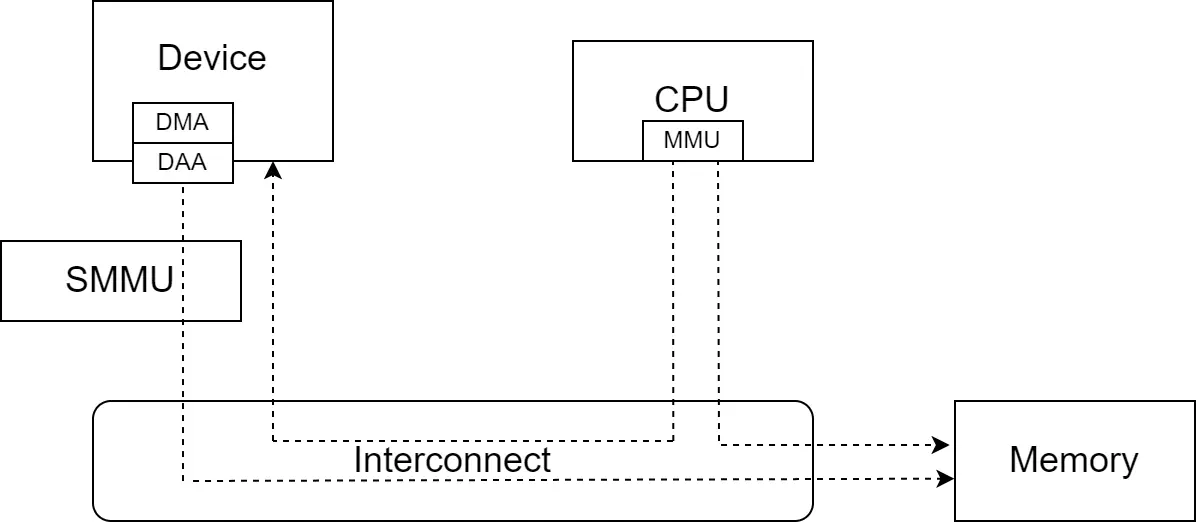 Device
DMA
DAA
CPU
MMU
SMMU
Interconnect
Memory